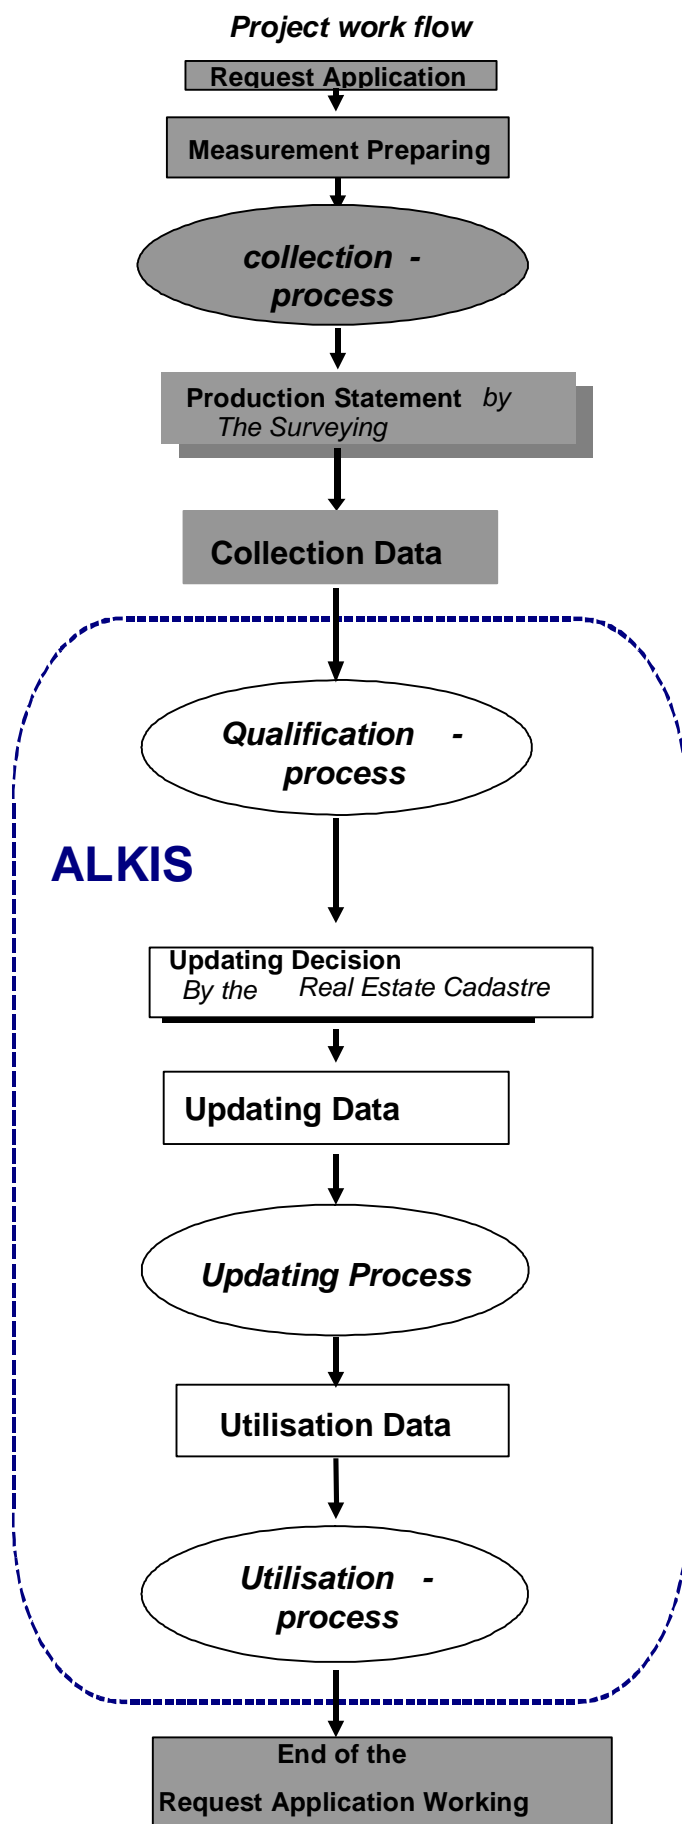 Project work flow
Request Application
Measurement Preparing
collection -
process
Production Statement by
The Surveying
Collection Data
Qualification -
process
ALKIS
Updating Decision
By the Real Estate Cadastre
Updating Data
Updating Process
Utilisation Data
Utilisation -
process
End of the
Request Application Working